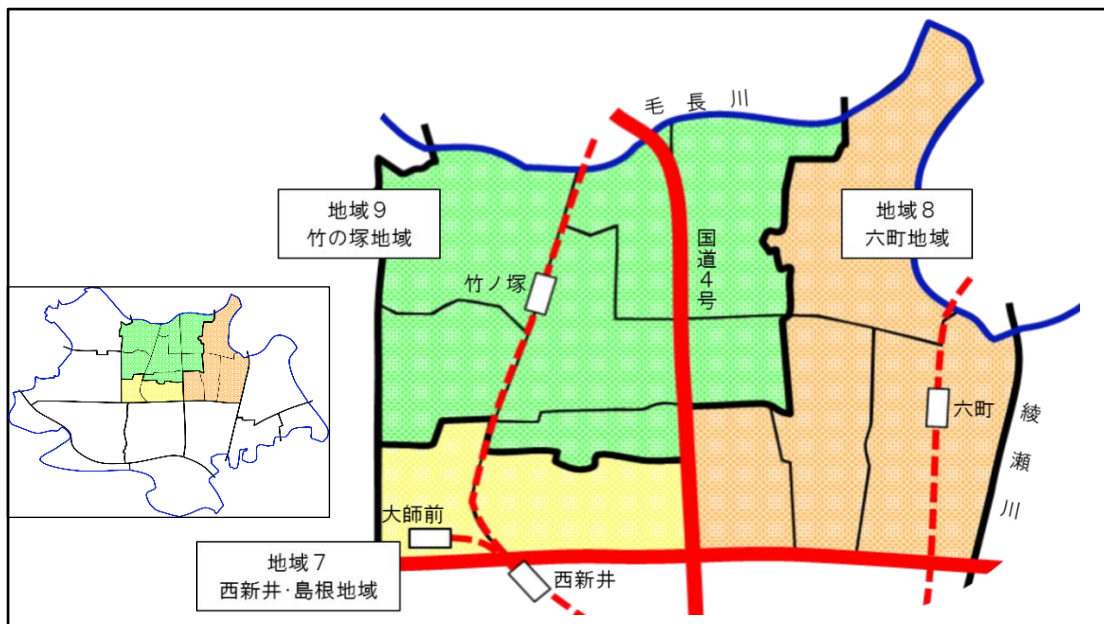 毛長川
地域９
竹の塚地域
地域８
六町地域
国道４号
竹ノ塚
六町
綾瀬川
大師前
地域７
西新井・島根地域
西新井